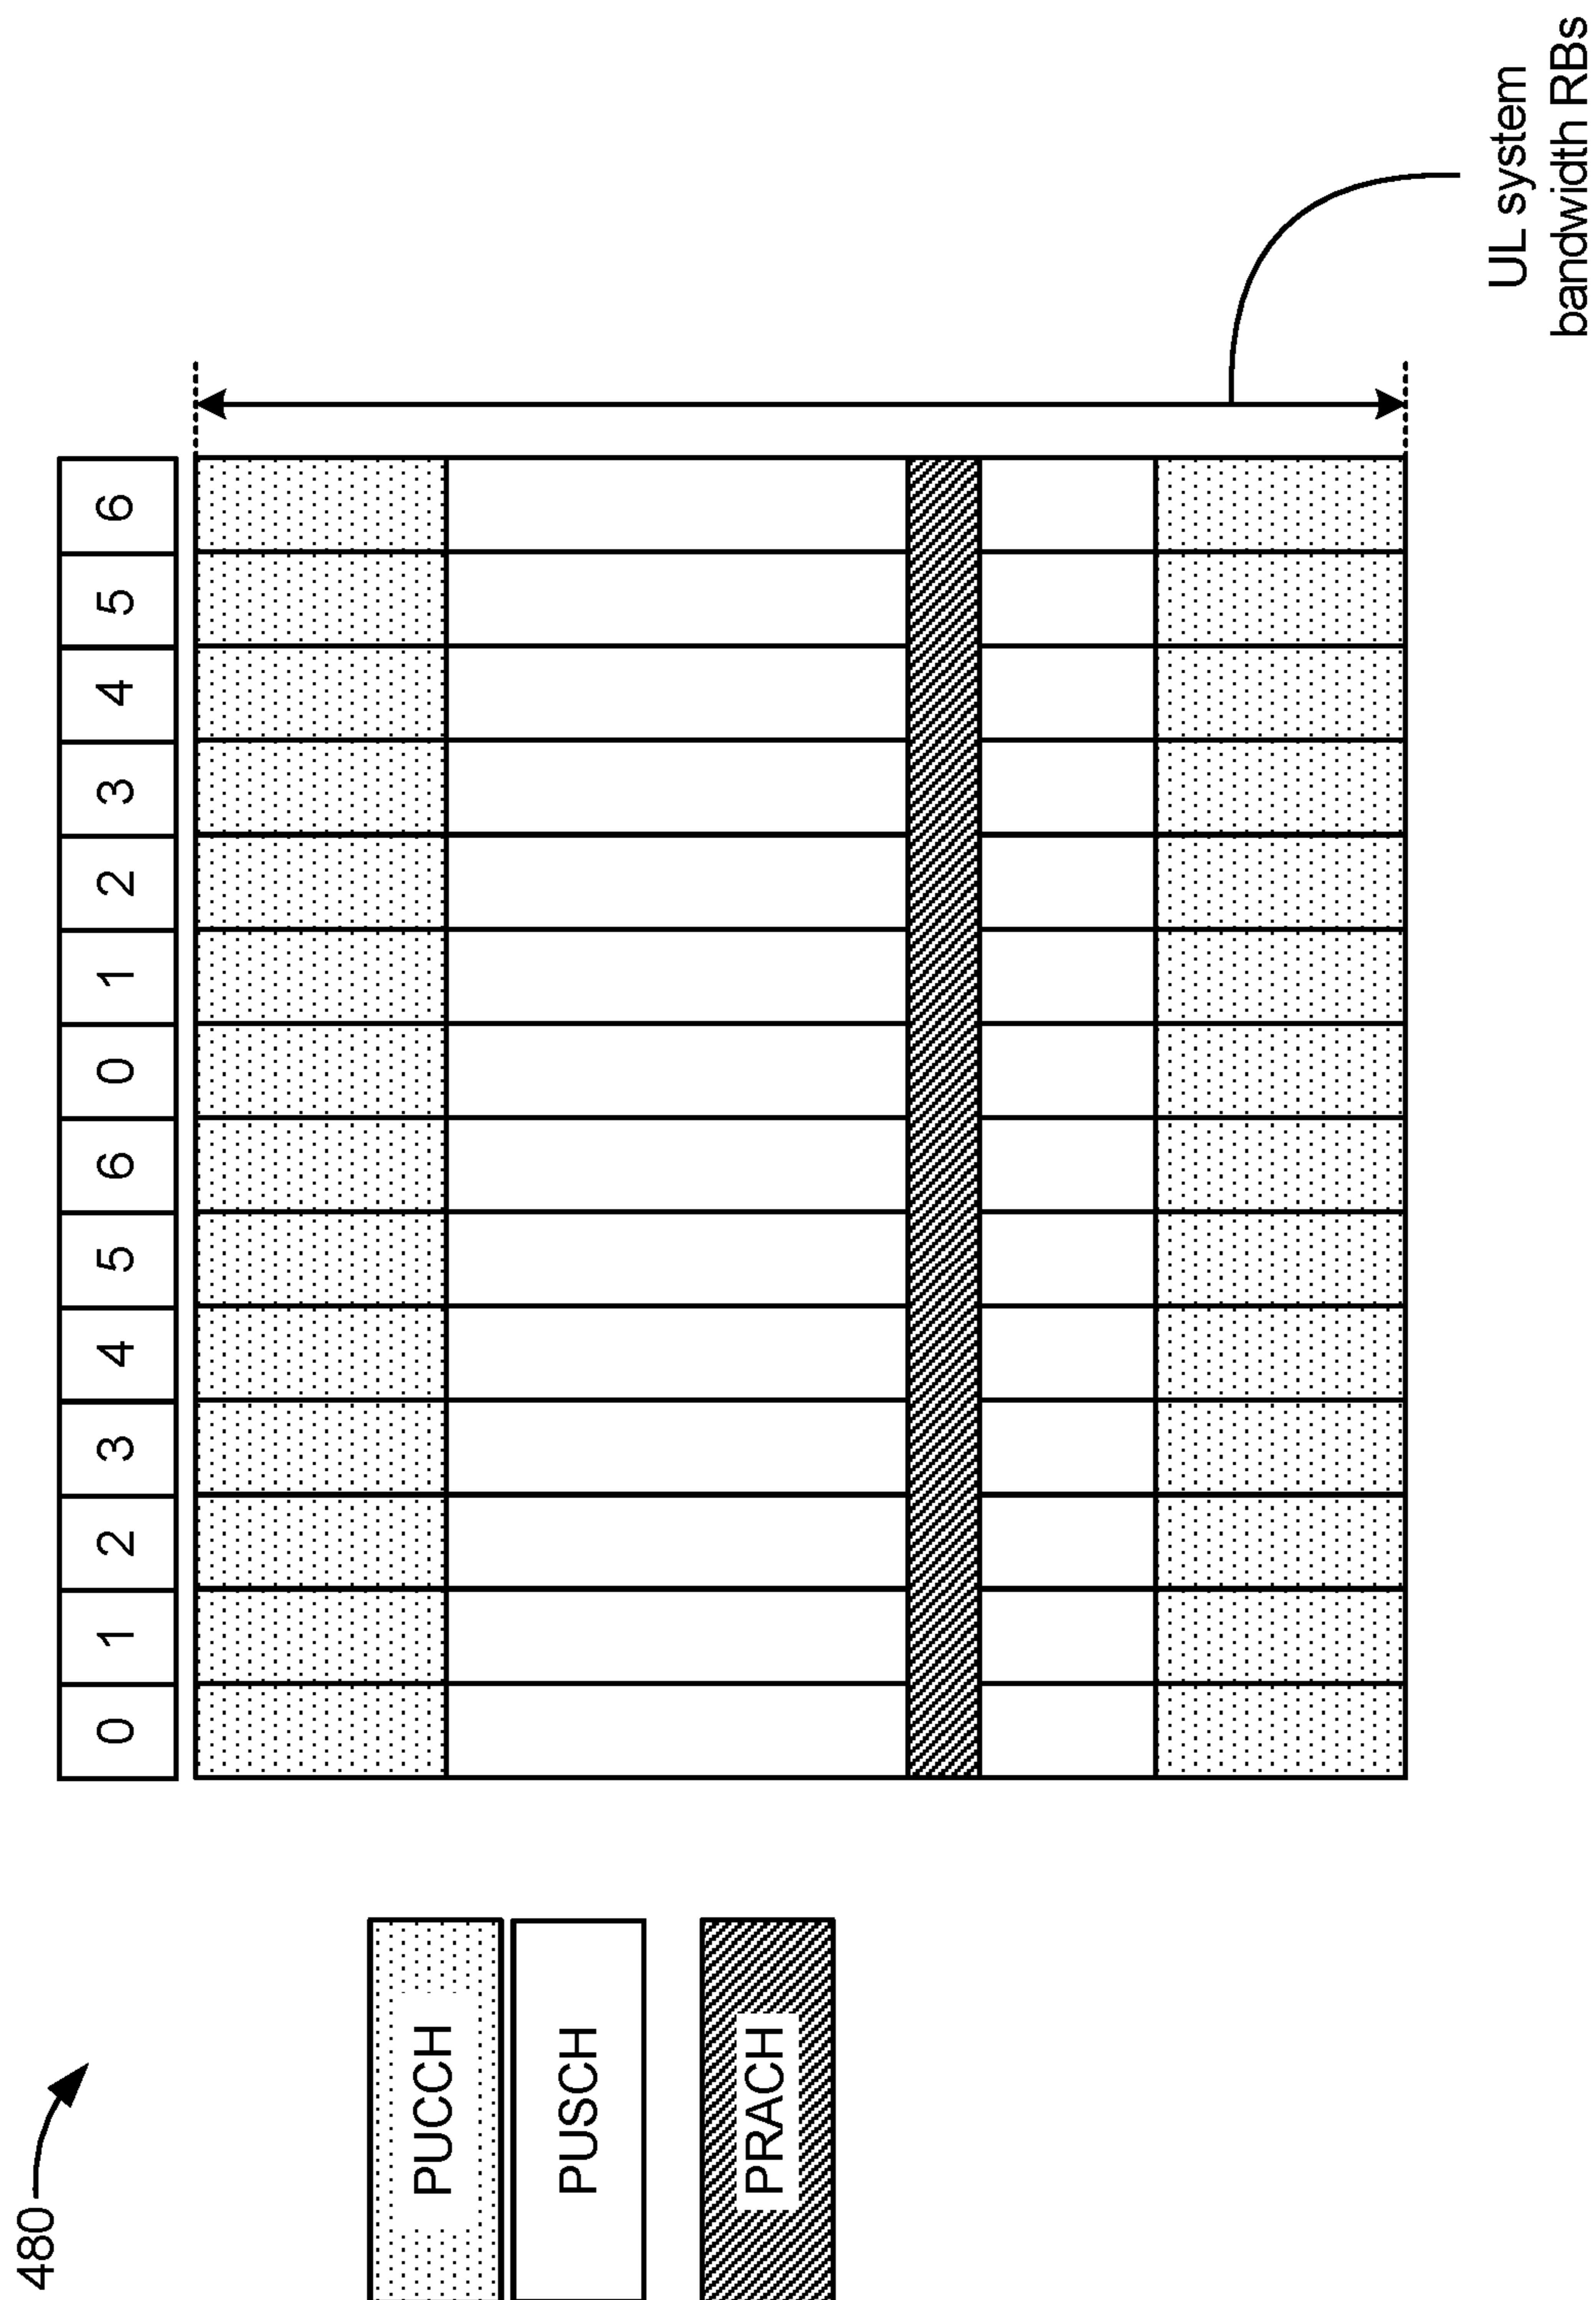 480
0 1 2 3 4 5 6 0 1 2 3 4 5 6
PUCCH
PUSCH
PRACH
UL system
bandwidth RBs